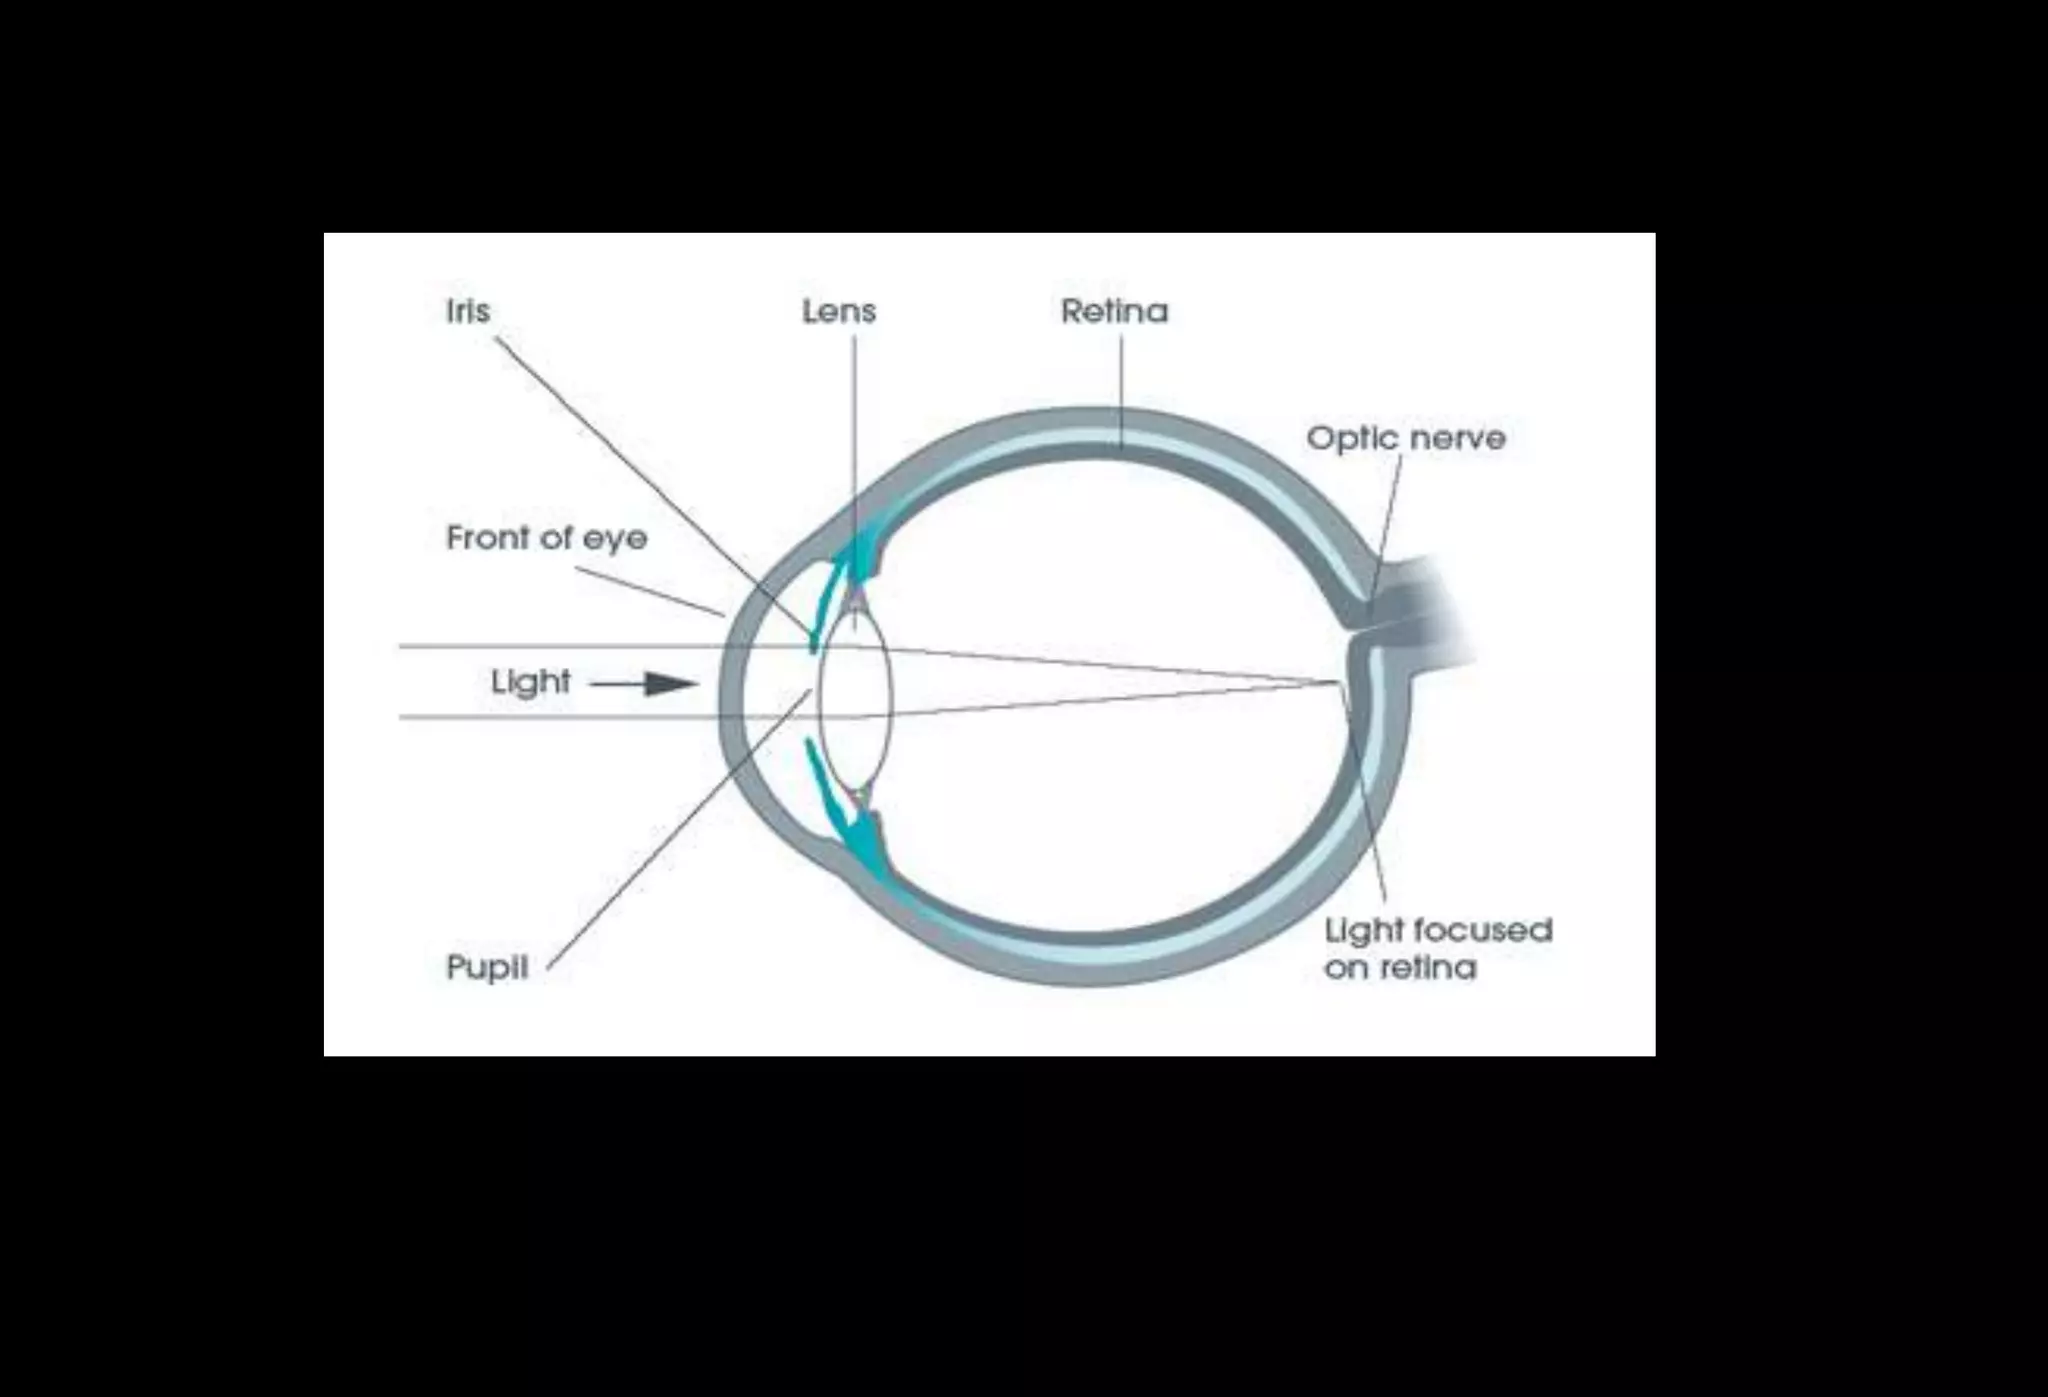 Iris
Lens
Retina
Optic nerve
Front of eye
Light
Pupil
Light focused
on retina